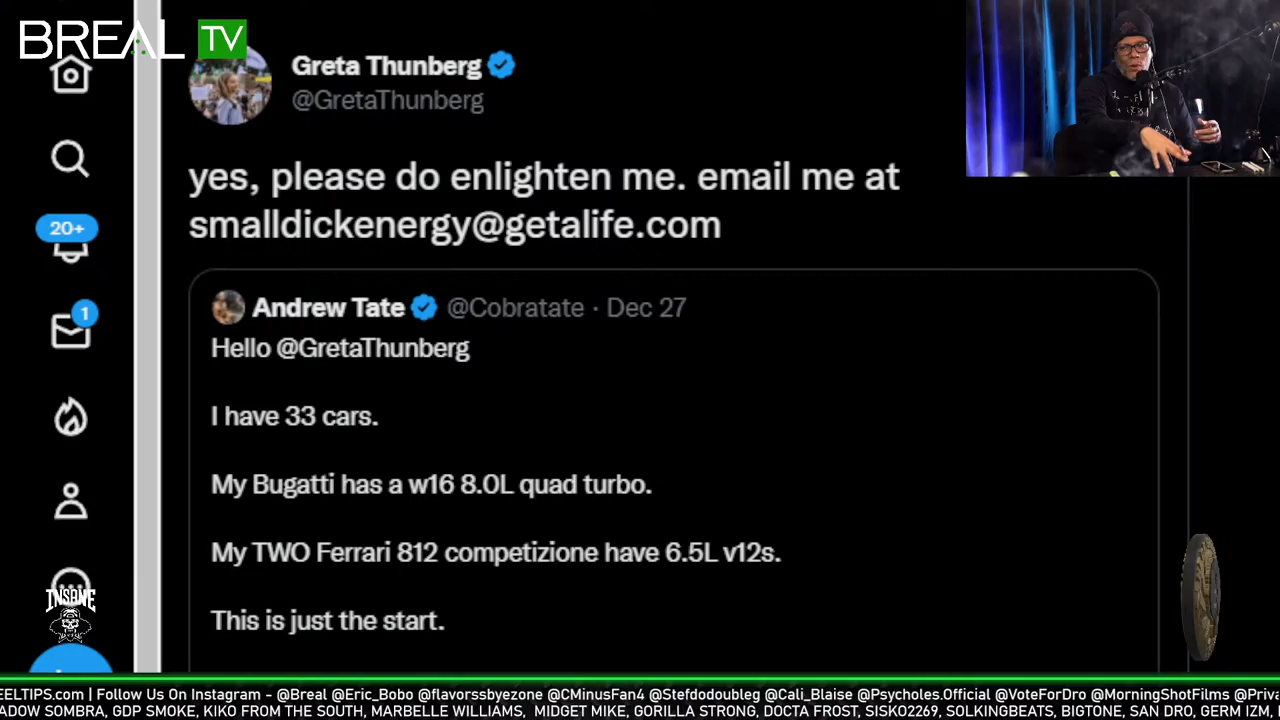 BREAL TV
Greta Thunberg
@GretaThunberg
yes, please do enlighten me. email me at
smalldickenergy@getalife.com
20+
Andrew Tate @Cobratate · Dec 27
1
Hello @GretaThunberg
I have 33 cars.
My Bugatti has a w16 8.0L quad turbo.
My TWO Ferrari 812 competizione have 6.5L v12s.
INSANE
This is just the start.
EELTIPS.com | Follow Us On Instagram - @Breal @Eric_Bobo @flavorssbyezone @CMinusFan4 @Stefdodoubleg @Cali_Blaise @Psycholes.Official @VoteForDro @MorningShotFilms @Priva
ADOW SOMBRA, GDP SMOKE, KIKO FROM THE SOUTH, MARBELLE WILLIAMS, MIDGET MIKE, GORILLA STRONG, DOCTA FROST, SISKO2269, SOLKINGBEATS, BIGTONE, SAN DRO, GERM IZM,